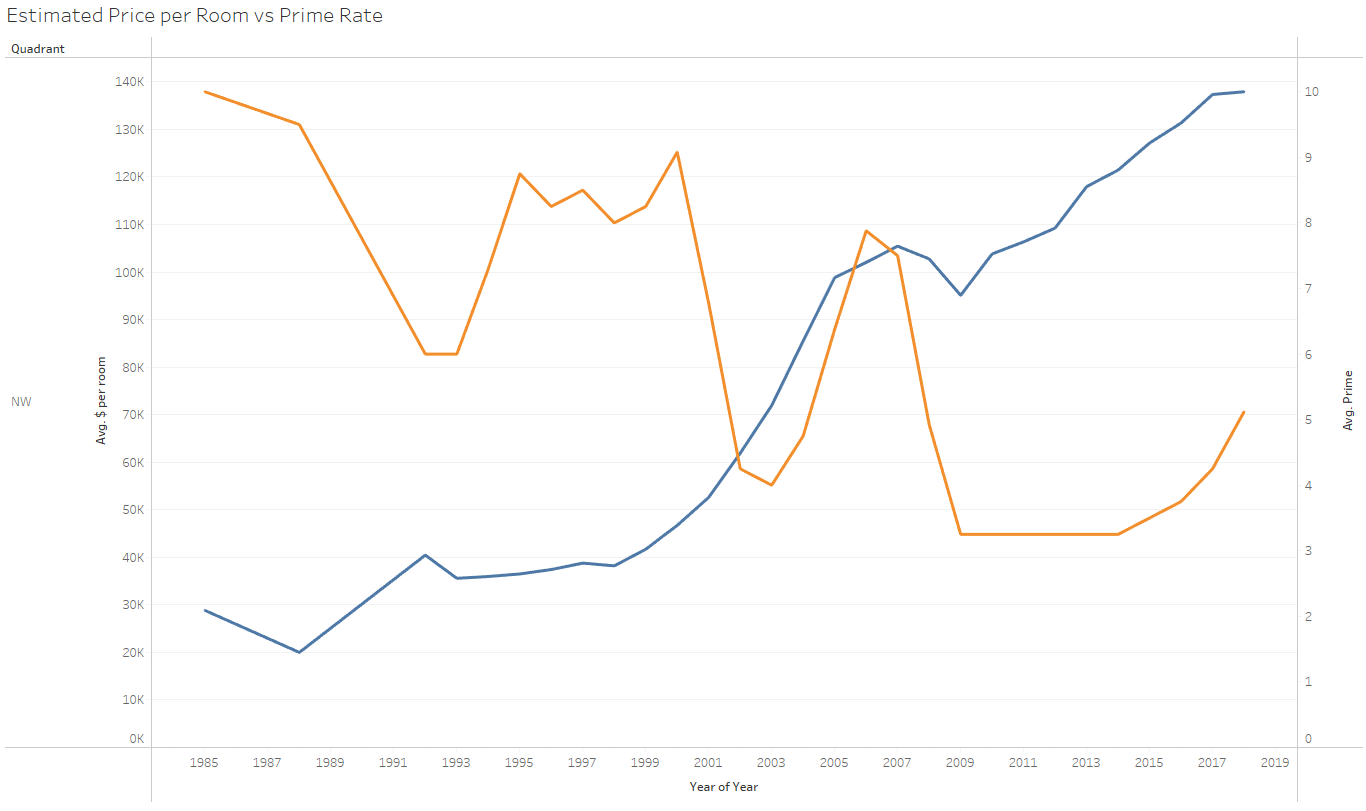 Estimated Price per Room vs Prime Rate
Quadrant
NW
Avg. $ per room
140K
130K
120K
110K
100K
90K
80K
70K
60K
50K
40K
30K
20K
10K
0K
10
9
8
7
6
5
4
3
2
1
0
Avg. Prime
1985 1987 1989 1991 1993 1995 1997 1999 2001 2003 2005 2007 2009 2011 2013 2015 2017 2019
Year of Year